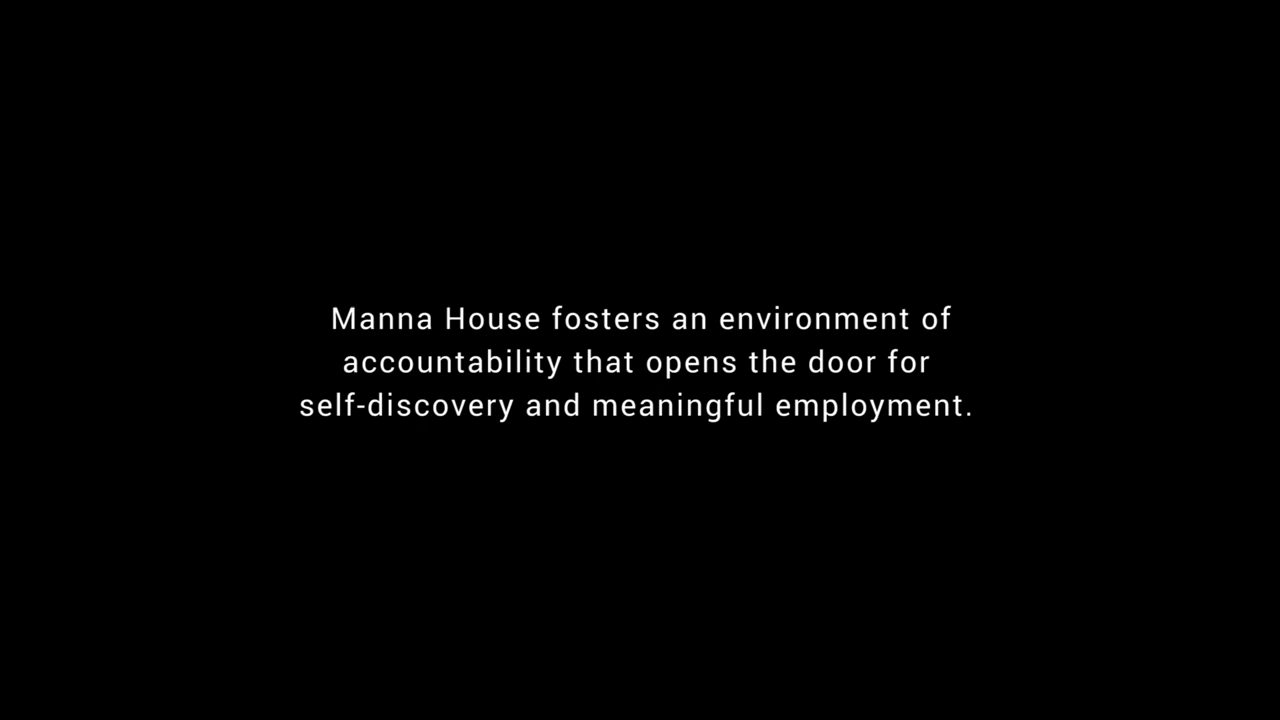 Manna House fosters an environment of
accountability that opens the door for
self-discovery and meaningful employment.